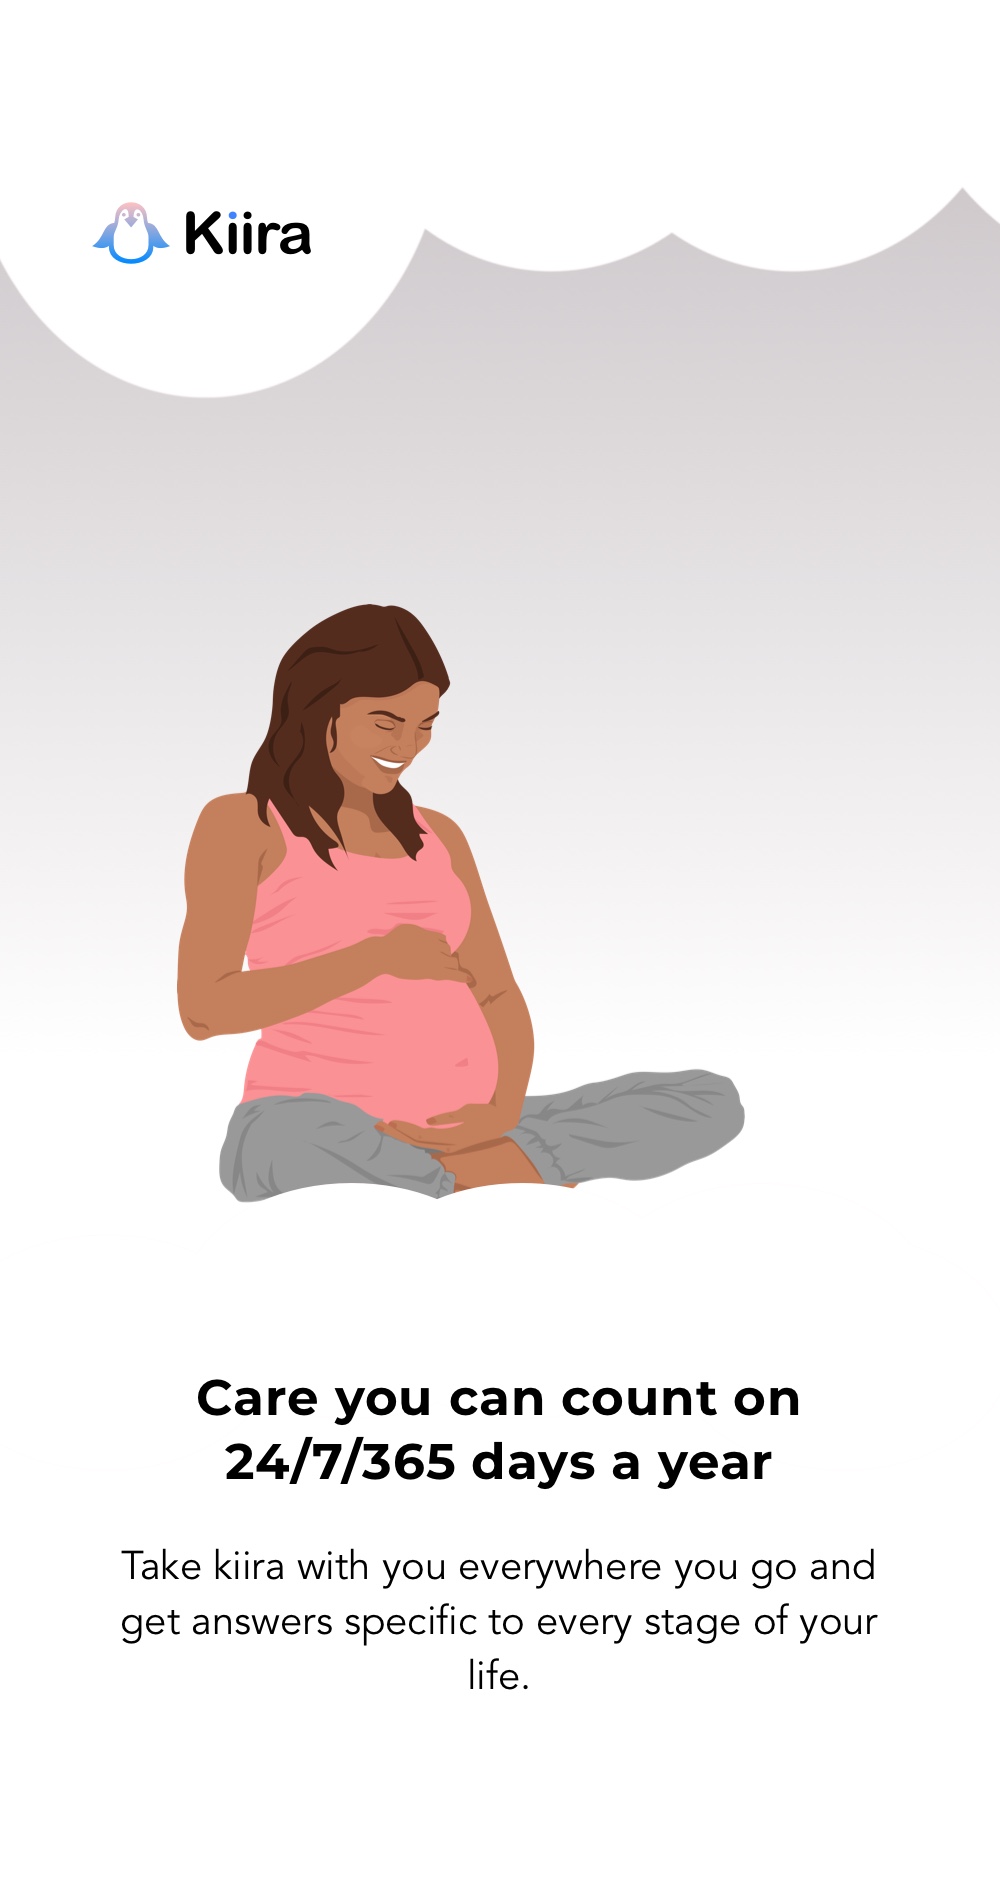 Kiira
Care you can count on
24/7/365 days a year
Take kiira with you everywhere you go and
get answers specific to every stage of your
life.